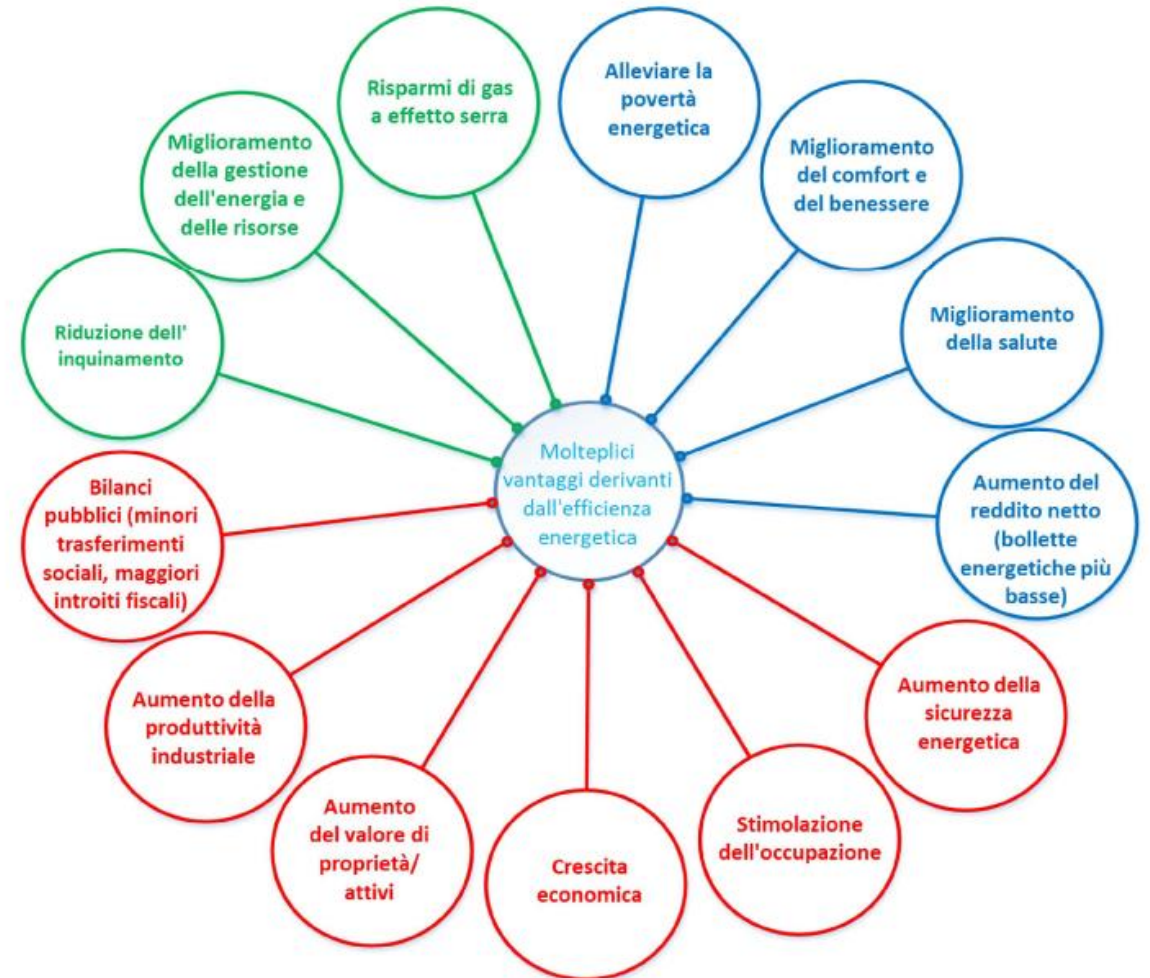 Risparmi di gas
a effetto serra
Alleviare la
povertà
energetica
Miglioramento
della gestione
dell'energia e
delle risorse
Miglioramento
del comfort e
del benessere
Riduzione dell'
inquinamento
Miglioramento
della salute
Molteplici
vantaggi derivanti
dall'efficienza
energetica
Bilanci
pubblici (minori
trasferimenti
sociali, maggiori
introiti fiscali)
Aumento del
reddito netto
(bollette
energetiche più
basse)
Aumento della
produttività
industriale
Aumento della
sicurezza
energetica
Aumento
del valore di
proprietà/
attivi
Crescita
economica
Stimolazione
dell'occupazione